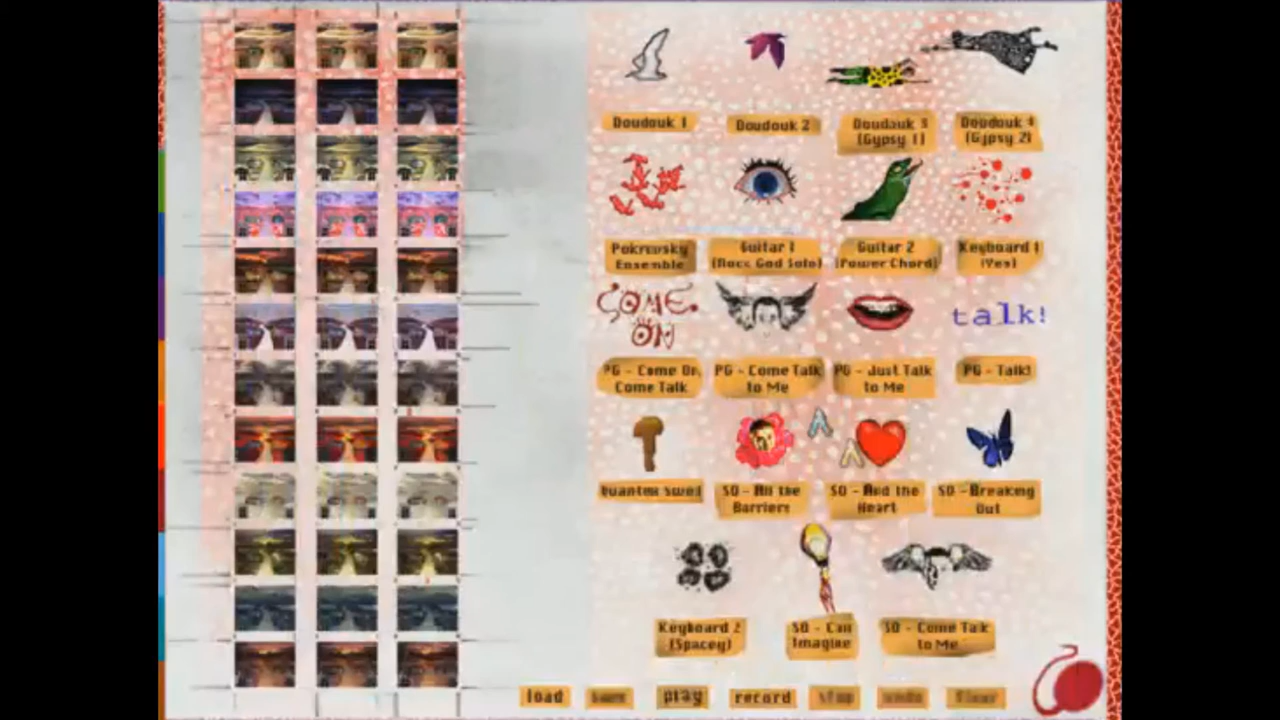 Doudouk 1
Doudouk 2
Doudouk 3
(Gypsy 1)
Doudouk 4
(Gypsy 2)
Pokrovsky
Ensemble
Guitar 1
(Rock God Solo)
Guitar 2
(Power Chord)
Keyboard 1
(Yes)
COME
ON
talk!
PG - Come On,
Come Talk
PG - Come Talk
to Me
PG - Just Talk
to Me
PG - Talk!
SO - All the
Barriers
SO - And the
Heart
SO - Breaking
Out
Keyboard 2
(Spacey)
SO - Can
Imagine
SO - Come Talk
to Me
load
save
play
record
stop
undo